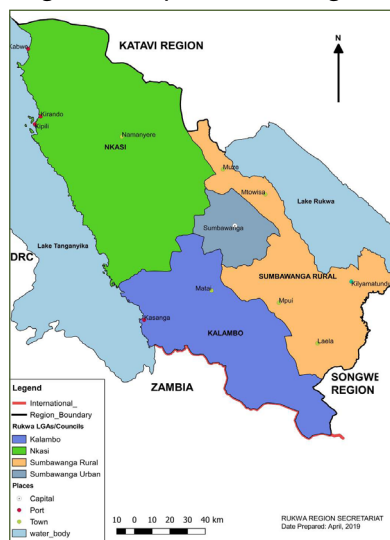 KATAVI REGION
N
Kabwe
Kirando
Kipili
Namanyere
NKASI
Muze
Mtowisa
Lake Rukwa
Sumbawanga
Lake Tanganyika
DRC
SUMBAWANGA RURAL
Kilyamatundu
Matai
Mpui
Kasanga
KALAMBO
Laela
ZAMBIA
SONGWE
REGION
Legend
International_
Region_Boundary
Rukwa LGAs/Councils
Kalambo
Nkasi
Sumbawanga Rural
Sumbawanga Urban
Places
Capital
Port
Town
water_body
10 0 10 20 30 40 km
RUKWA REGION SECRETARIAT
Date Prepared: April, 2019